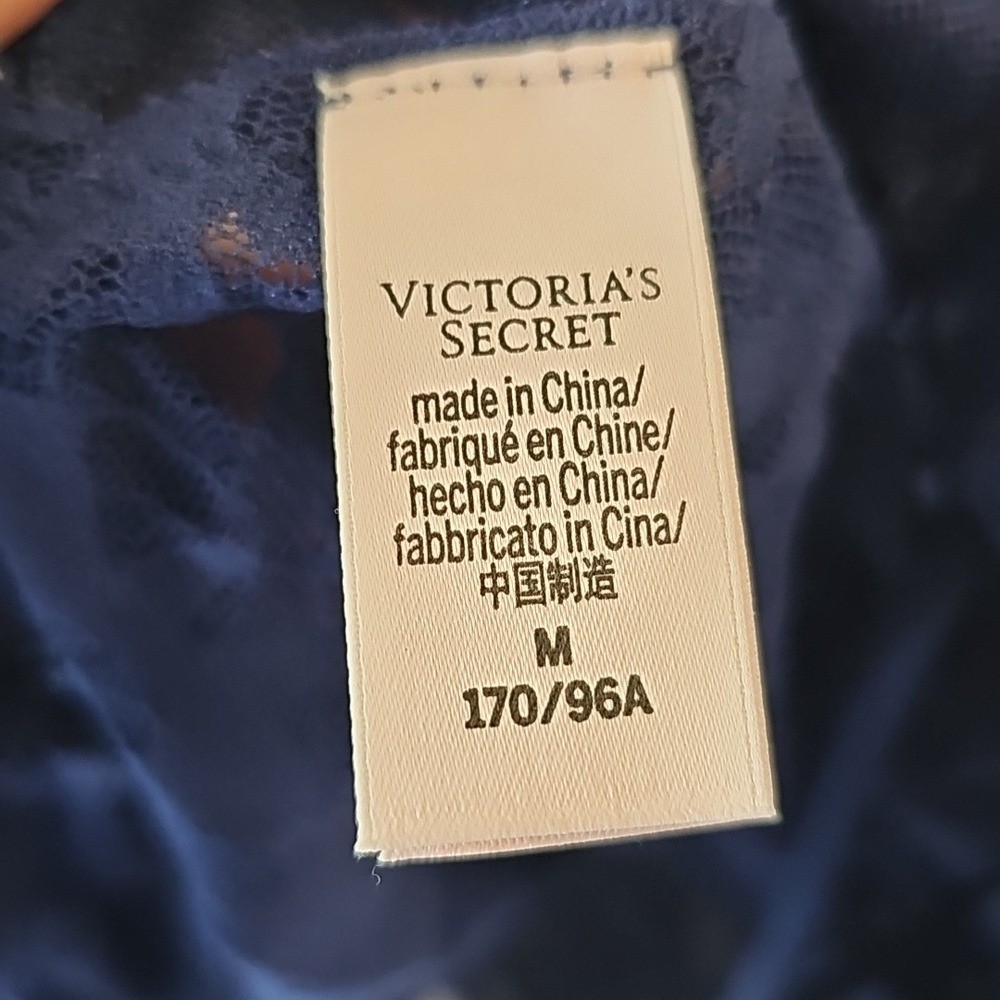 VICTORIA'S
SECRET
made in China/
fabriqué en Chine/
hecho en China/
fabbricato in Cina/
中国制造
M
170/96A